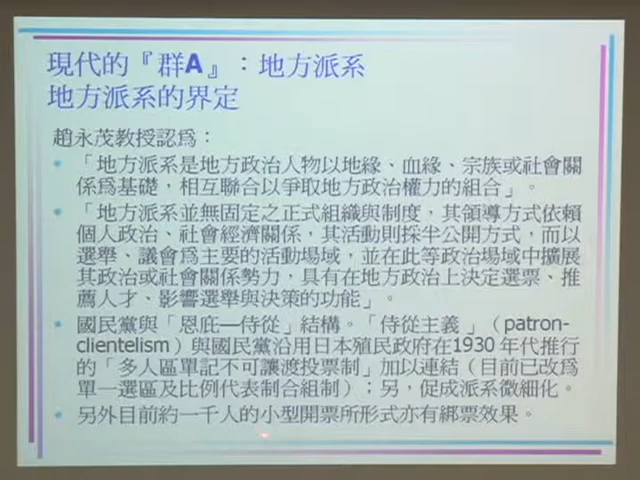 現代的『群A』：地方派系
地方派系的界定
趙永茂教授認為：
• 「地方派系是地方政治人物以地緣、血緣、宗族或社會關
係為基礎，相互聯合以爭取地方政治權力的組合」。
• 「地方派系並無固定之正式組織與制度，其領導方式依賴
個人政治、社會經濟關係，其活動則採半公開方式，而以
選舉、議會為主要的活動場域，並在此等政治場域中擴展
其政治或社會關係勢力，具有在地方政治上決定選票、推
薦人才、影響選舉與決策的功能」。
• 國民黨與「恩庇—侍從」結構。「侍從主義」（patron-
clientelism）與國民黨沿用日本殖民政府在1930 年代推行
的「多人區單記不可讓渡投票制」加以連結（目前已改為
單一選區及比例代表制合組制）；另，促成派系微細化。
• 另外目前約一千人的小型開票所形式亦有綁票效果。